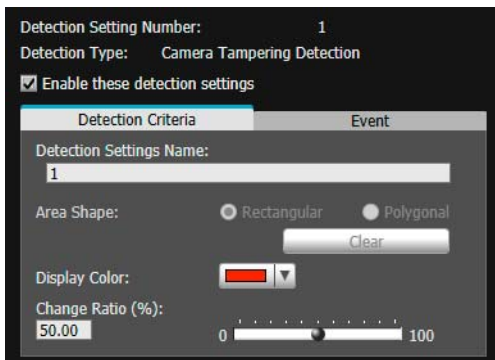 Detection Setting Number: 1
Detection Type: Camera Tampering Detection
Enable these detection settings
Detection Criteria Event
Detection Settings Name:
1
Area Shape: Rectangular Polygonal
Clear
Display Color:
Change Ratio (%):
50.00 0 100